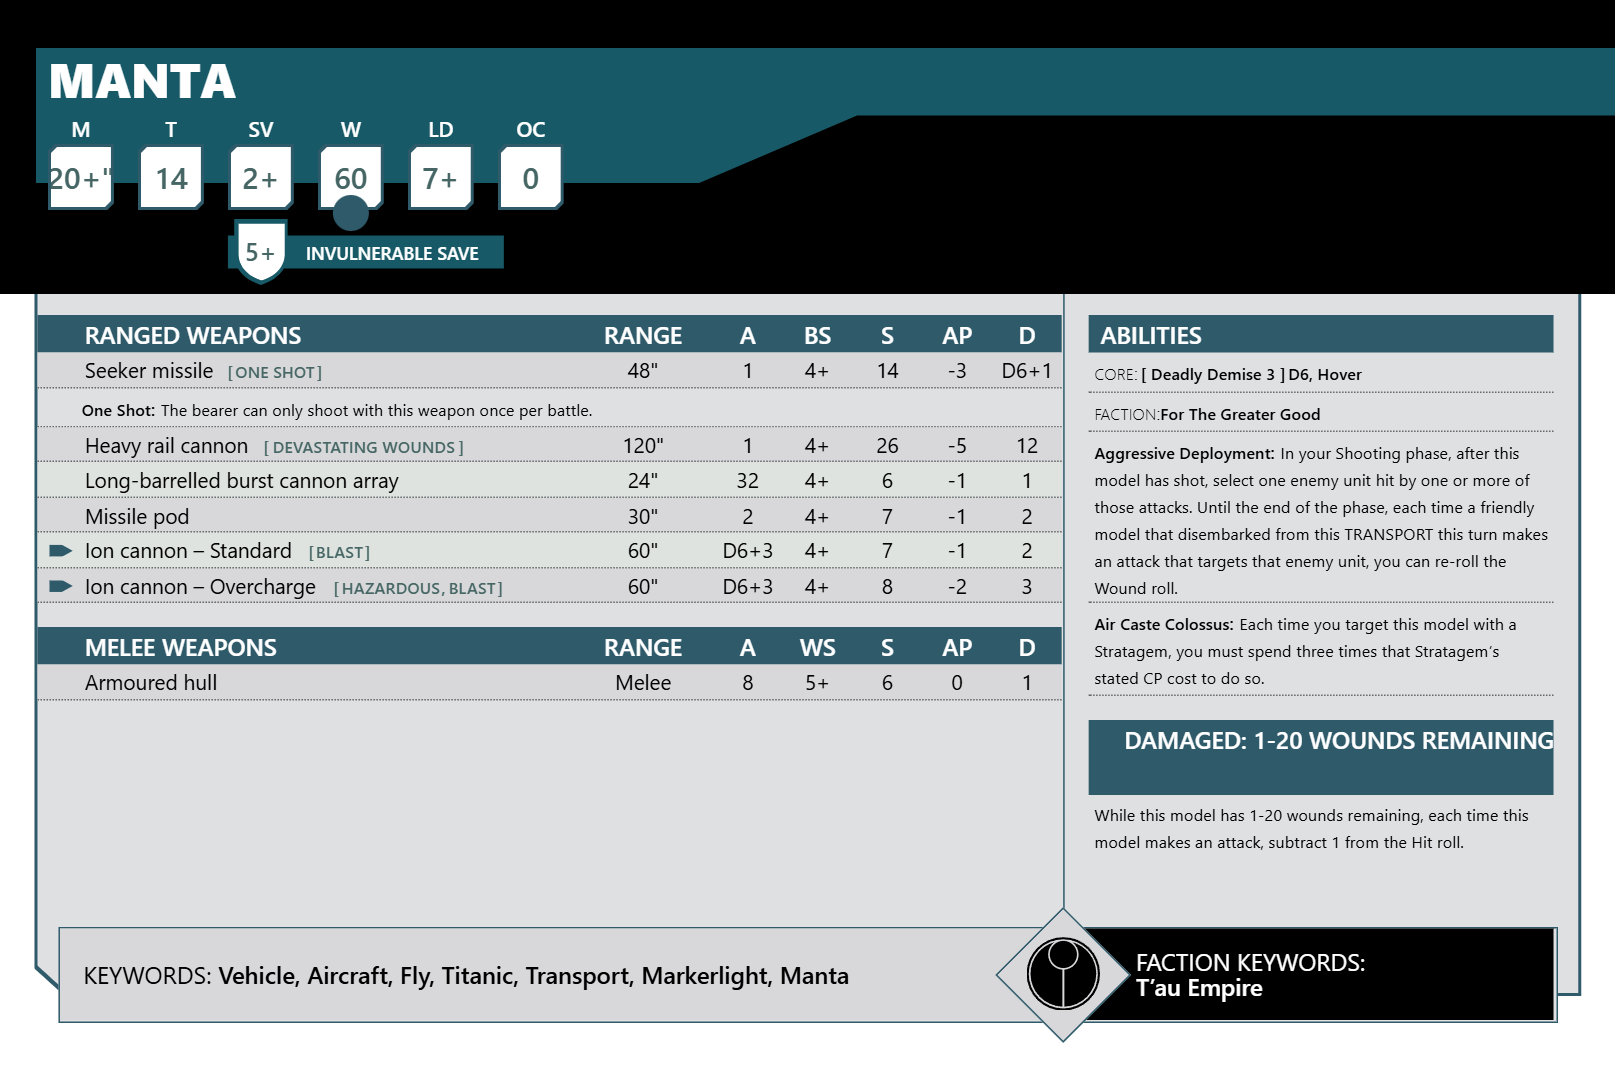 MANTA
M T SV W LD OC
20+" 14 2+ 60 7+ 0
5+ INVULNERABLE SAVE
RANGED WEAPONS RANGE A BS S AP D
Seeker missile [ONE SHOT] 48" 1 4+ 14 -3 D6+1
One Shot: The bearer can only shoot with this weapon once per battle.
Heavy rail cannon [DEVASTATING WOUNDS] 120" 1 4+ 26 -5 12
Long-barrelled burst cannon array 24" 32 4+ 6 -1 1
Missile pod 30" 2 4+ 7 -1 2
Ion cannon – Standard [BLAST] 60" D6+3 4+ 7 -1 2
Ion cannon – Overcharge [HAZARDOUS, BLAST] 60" D6+3 4+ 8 -2 3
MELEE WEAPONS RANGE A WS S AP D
Armoured hull Melee 8 5+ 6 0 1
ABILITIES
CORE: [ Deadly Demise 3 ] D6, Hover
FACTION:For The Greater Good
Aggressive Deployment: In your Shooting phase, after this
model has shot, select one enemy unit hit by one or more of
those attacks. Until the end of the phase, each time a friendly
model that disembarked from this TRANSPORT this turn makes
an attack that targets that enemy unit, you can re-roll the
Wound roll.
Air Caste Colossus: Each time you target this model with a
Stratagem, you must spend three times that Stratagem's
stated CP cost to do so.
DAMAGED: 1-20 WOUNDS REMAINING
While this model has 1-20 wounds remaining, each time this
model makes an attack, subtract 1 from the Hit roll.
KEYWORDS: Vehicle, Aircraft, Fly, Titanic, Transport, Markerlight, Manta
FACTION KEYWORDS:
T'au Empire